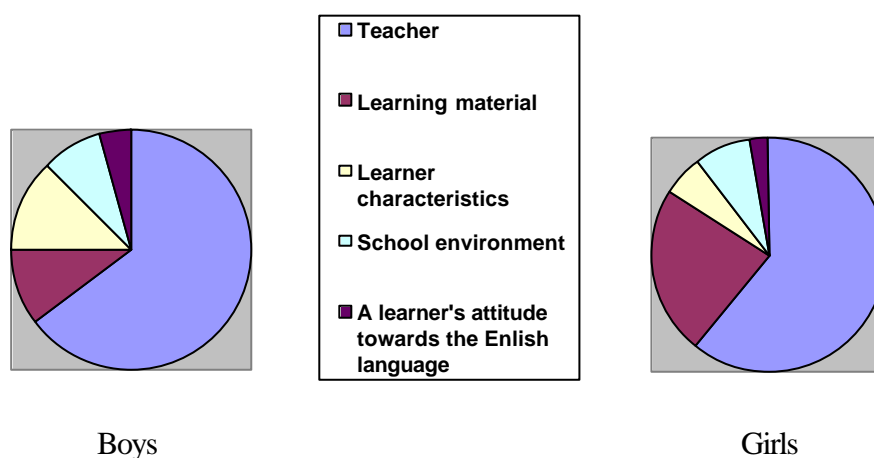 Teacher
Learning material
Learner
characteristics
School environment
A learner's attitude
towards the Enlish
language
Boys
Girls